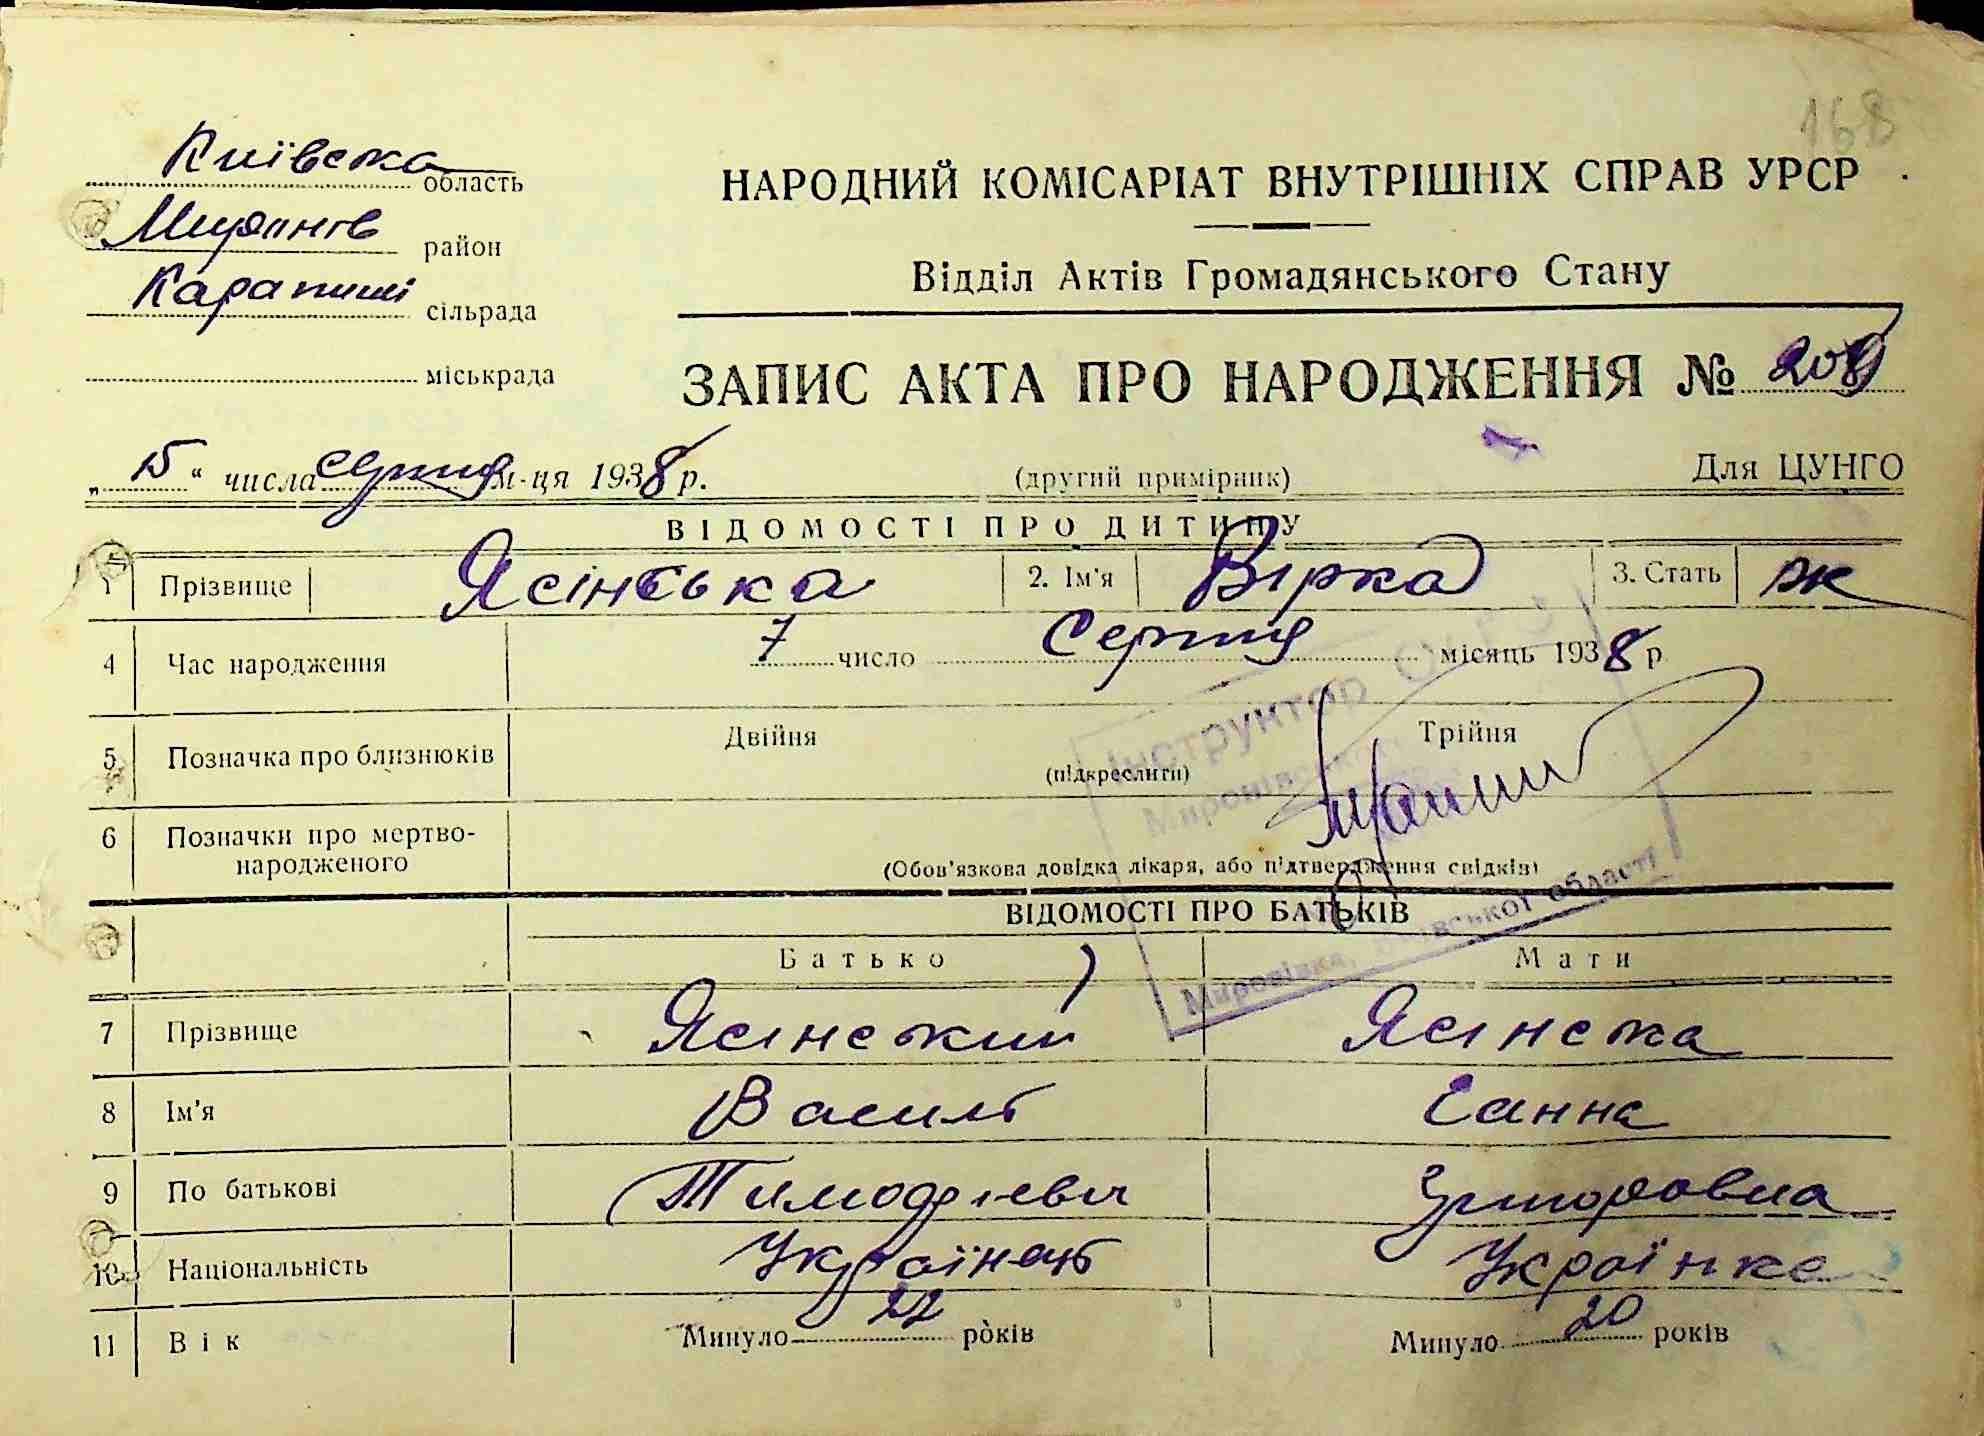 168
Київська область
НАРОДНИЙ КОМІСАРІАТ ВНУТРІШНІХ СПРАВ УРСР
район
Відділ Актів Громадянського Стану
Карапиші сільрада
міськрада
ЗАПИС АКТА ПРО НАРОДЖЕННЯ №
„15“ числа серпня м-ця 1938 р.
(другий примірник)
Для ЦУНГО
ВІДОМОСТІ ПРО ДИТИНУ
1 Прізвище Ясінська 2. Ім'я Вірка 3. Стать ж
4 Час народження 7 число Серпня місяць 1938 р.
5 Позначка про близнюків Двійня (підкреслити) Трійня
6 Позначки про мертво-
народженого
(Обов'язкова довідка лікаря, або підтвердження свідків)
Інструктор
Миронівка, Київської області
ВІДОМОСТІ ПРО БАТЬКІВ
Батько Мати
7 Прізвище Ясінський Ясінска
8 Ім'я Василь Ганна
9 По батькові Тимофієвич Григоровна
10 Національність Українець Українка
11 Вік Минуло 22 років Минуло 20 років